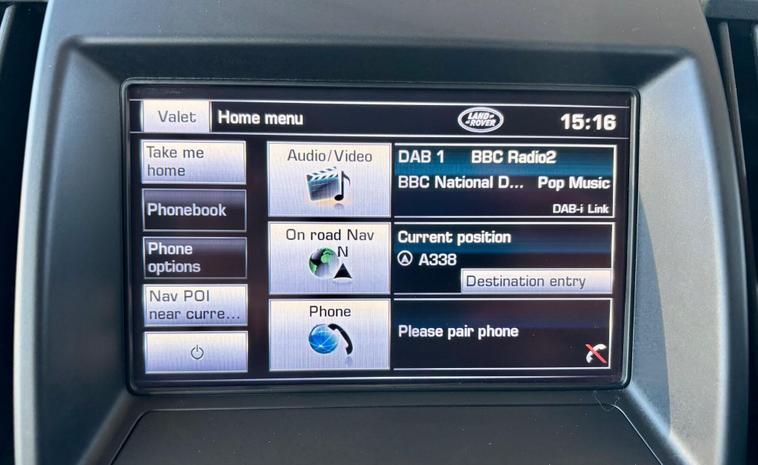 Valet
Home menu
LAND
ROVER
15:16
Take me
home
Audio/Video
DAB 1 BBC Radio2
BBC National D... Pop Music
DAB-i Link
Phonebook
On road Nav
N
Current position
A338
Destination entry
Phone
options
Nav POI
near curre...
Phone
Please pair phone